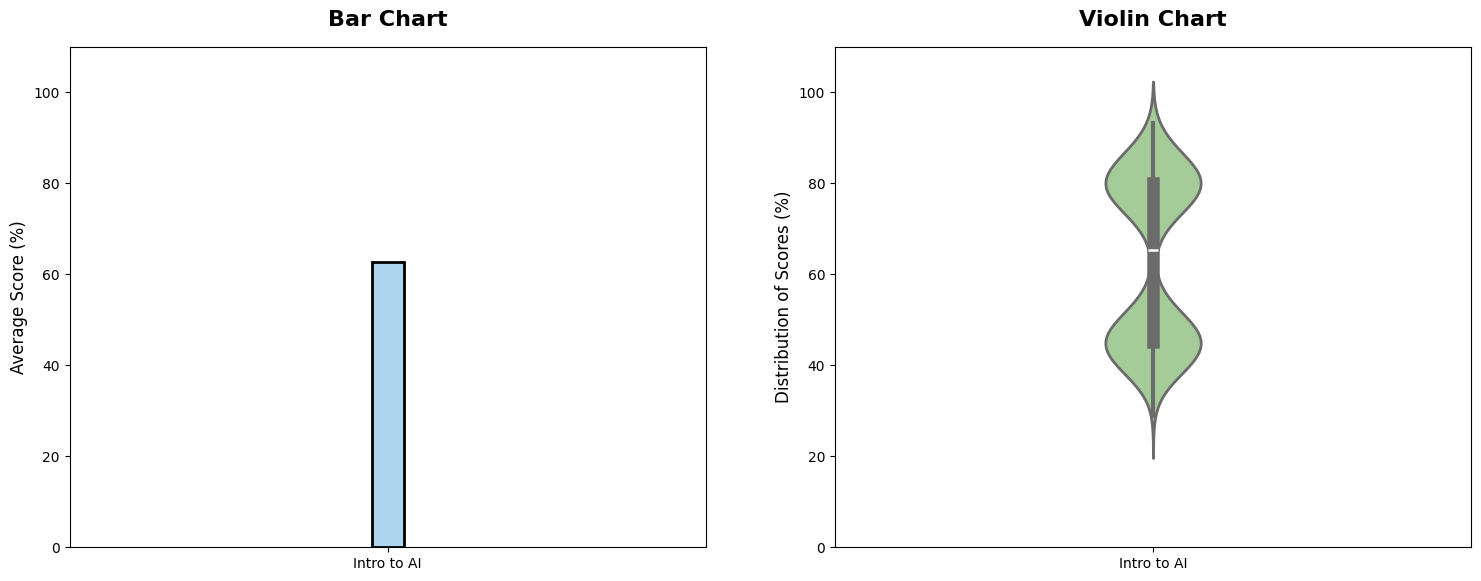 Bar Chart
Average Score (%)
100
80
60
40
20
0
Intro to AI
Violin Chart
Distribution of Scores (%)
100
80
60
40
20
0
Intro to AI